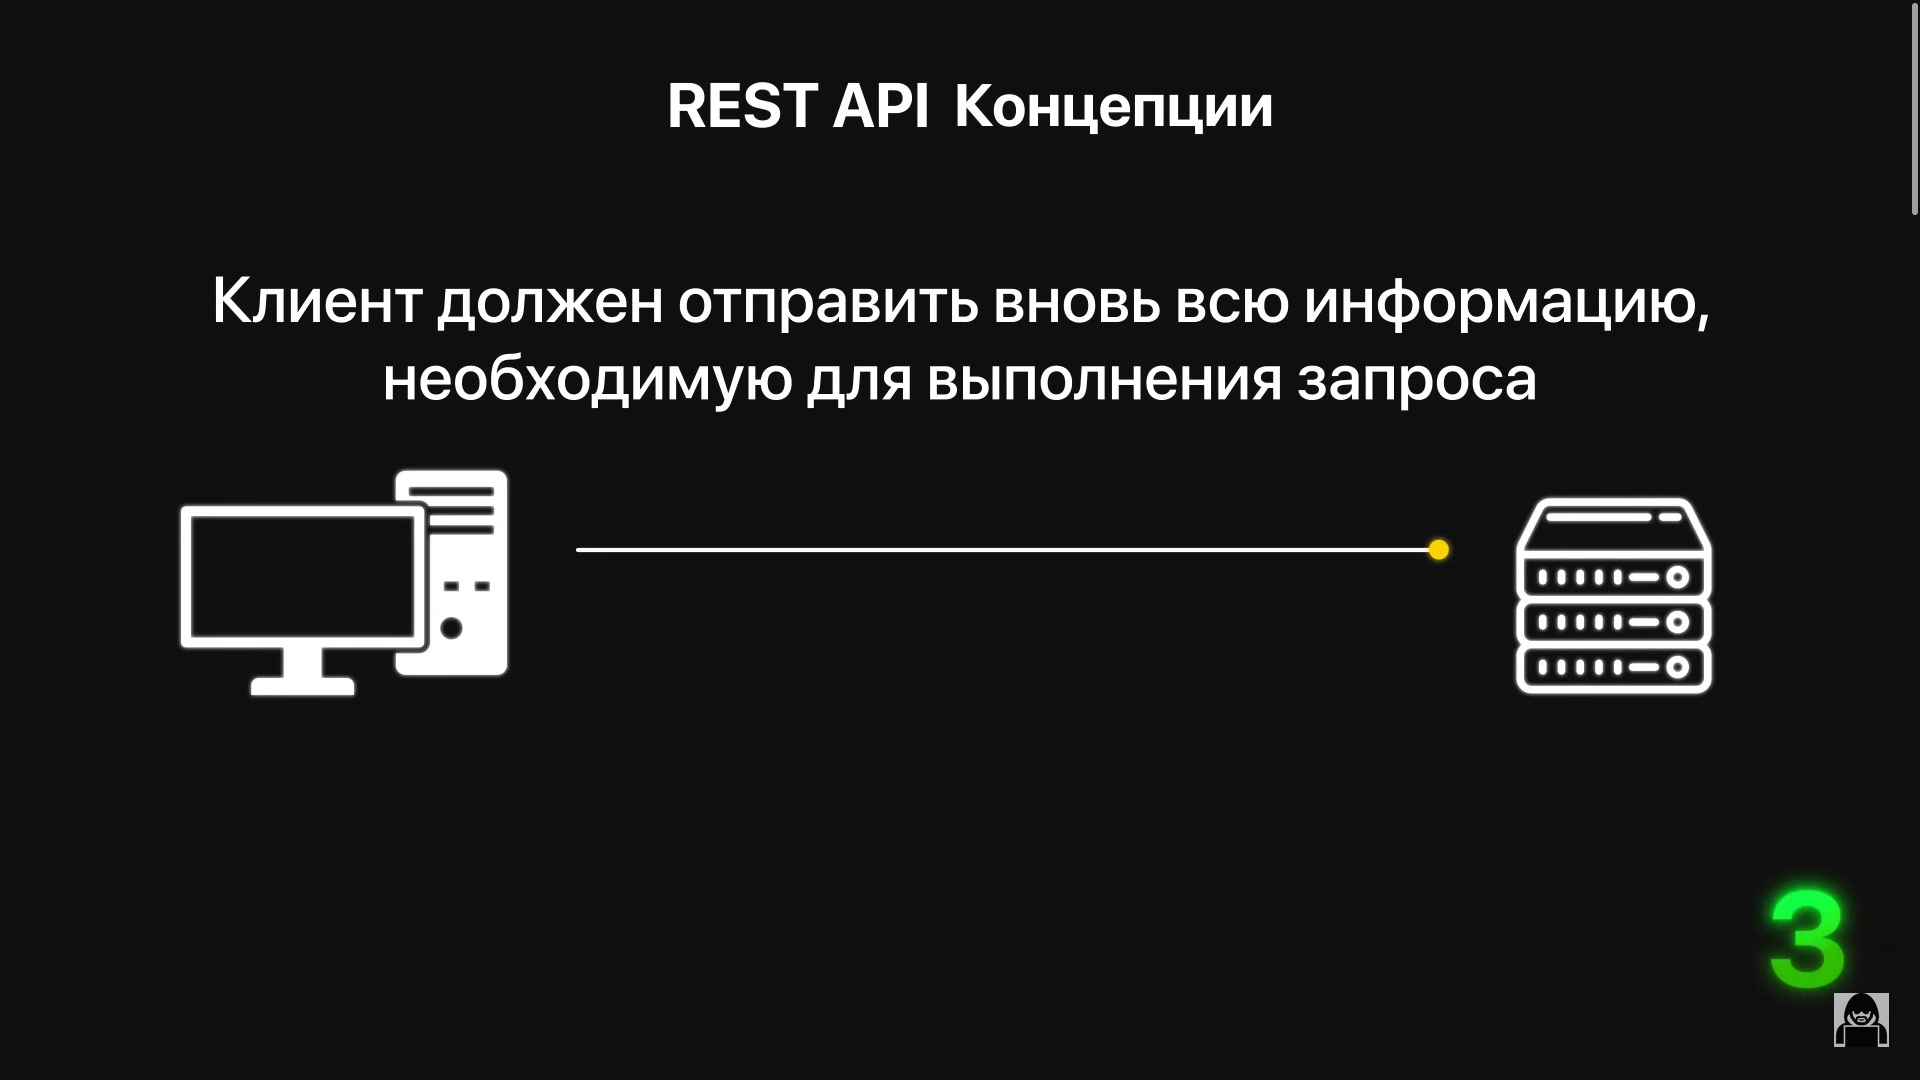 REST API Концепции
Клиент должен отправить вновь всю информацию,
необходимую для выполнения запроса
3